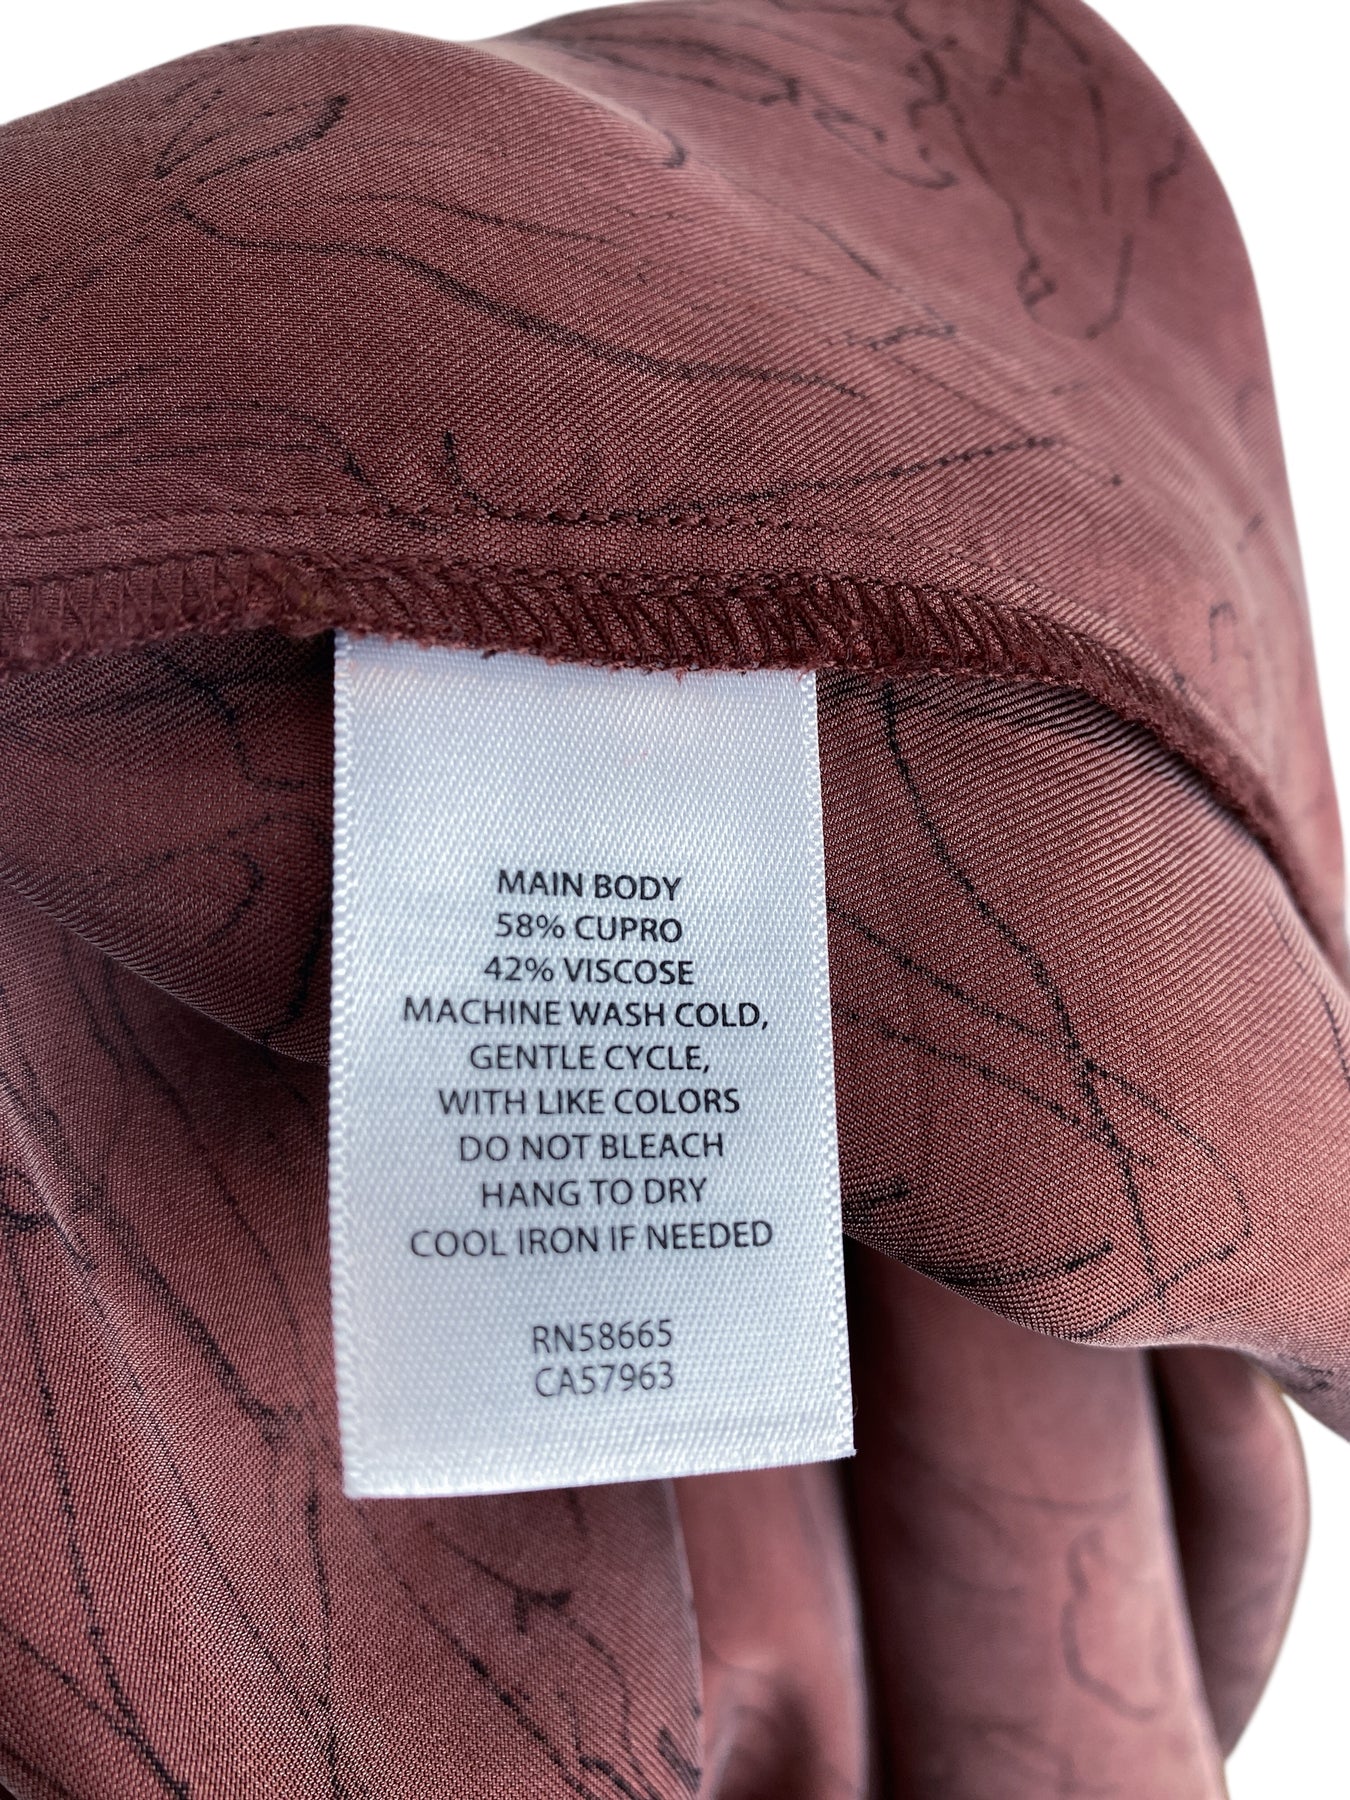 MAIN BODY
58% CUPRO
42% VISCOSE
MACHINE WASH COLD,
GENTLE CYCLE,
WITH LIKE COLORS
DO NOT BLEACH
HANG TO DRY
COOL IRON IF NEEDED
RN58665
CA57963